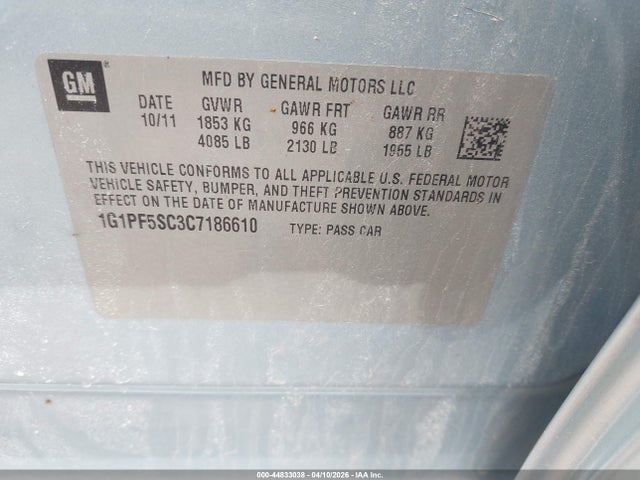 GM
MFD BY GENERAL MOTORS LLC
DATE GVWR GAWR FRT GAWR RR
10/11 1853 KG 966 KG 887 KG
4085 LB 2130 LB 1955 LB
THIS VEHICLE CONFORMS TO ALL APPLICABLE U.S. FEDERAL MOTOR
VEHICLE SAFETY, BUMPER, AND THEFT PREVENTION STANDARDS IN
EFFECT ON THE DATE OF MANUFACTURE SHOWN ABOVE.
1G1PF5SC3C7186610 TYPE: PASS CAR
000-44833038 - 04/10/2026 - IAA Inc.